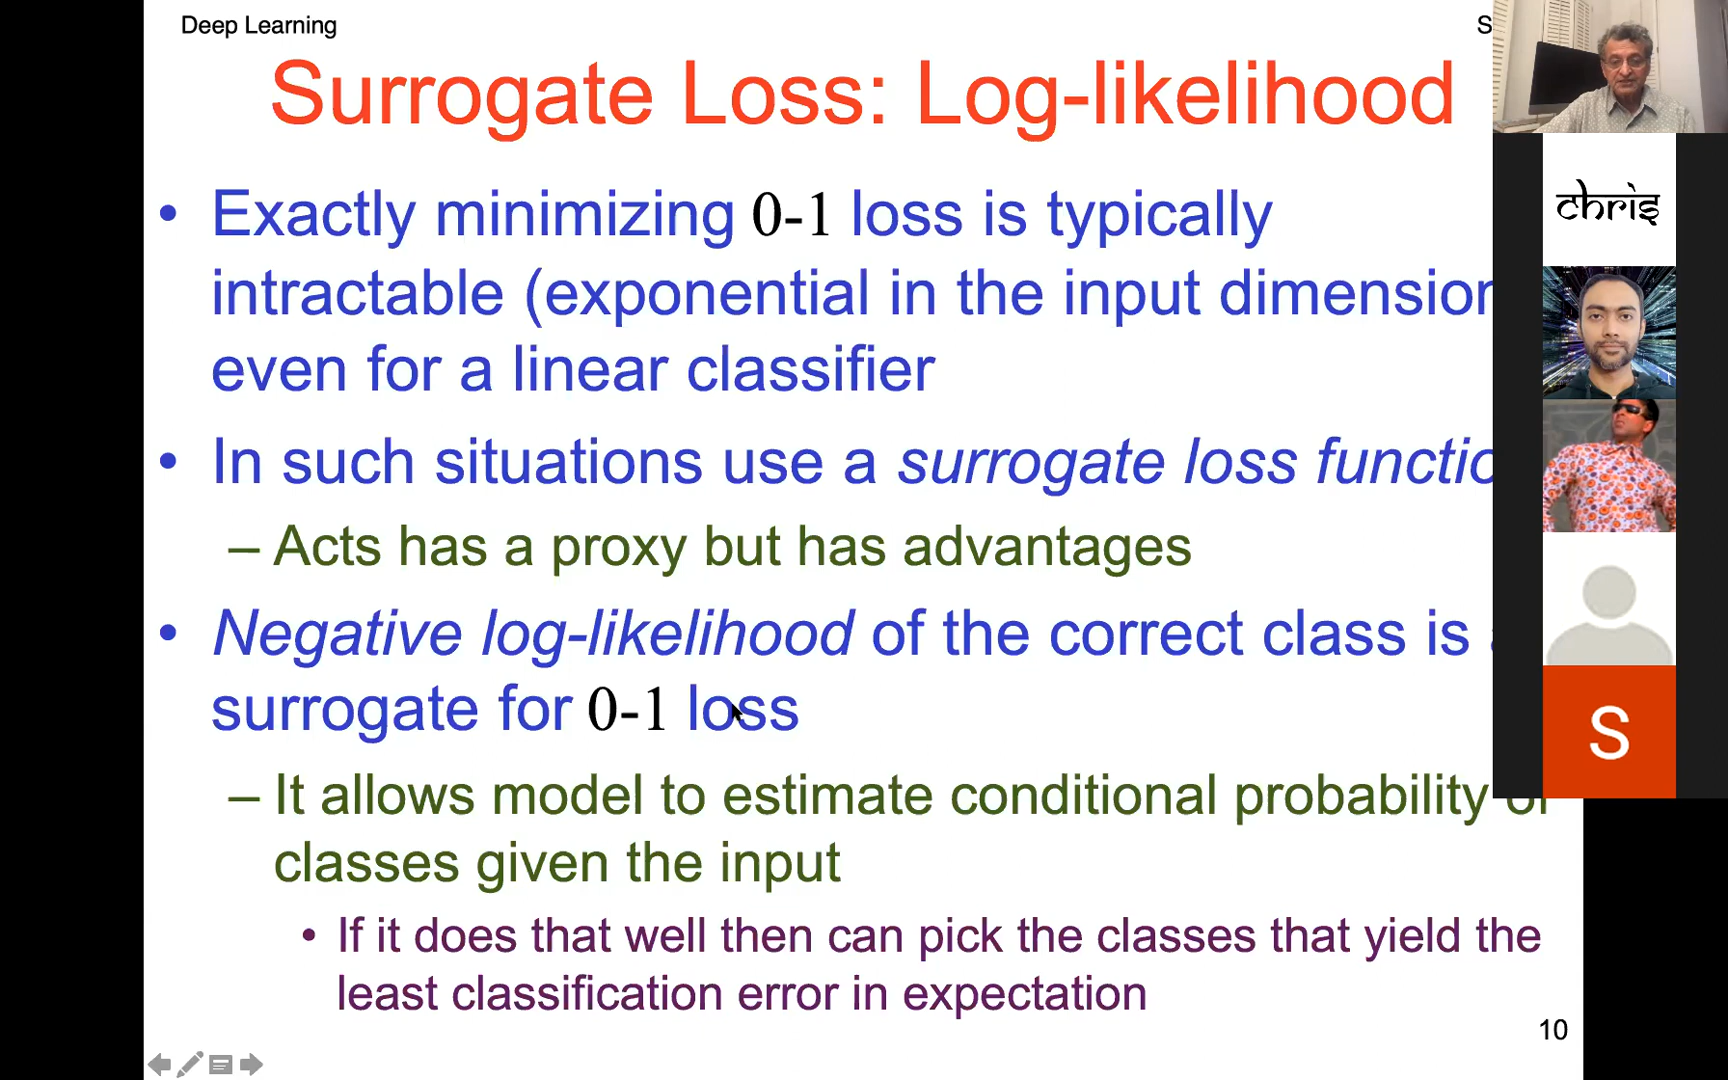 Deep Learning
S
Surrogate Loss: Log-likelihood
• Exactly minimizing 0-1 loss is typically
intractable (exponential in the input dimension
even for a linear classifier
• In such situations use a surrogate loss functio
– Acts has a proxy but has advantages
• Negative log-likelihood of the correct class is
surrogate for 0-1 loss
– It allows model to estimate conditional probability of
classes given the input
• If it does that well then can pick the classes that yield the
least classification error in expectation
10
chris
S